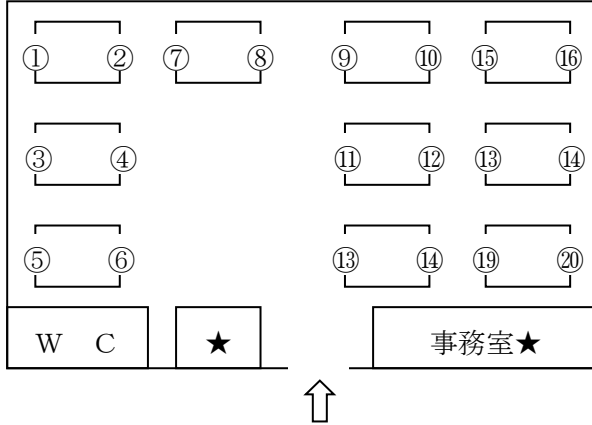 ① ② ⑦ ⑧ ⑨ ⑩ ⑮ ⑯
③ ④ ⑪ ⑫ ⑬ ⑭
⑤ ⑥ ⑬ ⑭ ⑲ ⑳
W C ★ 事務室★